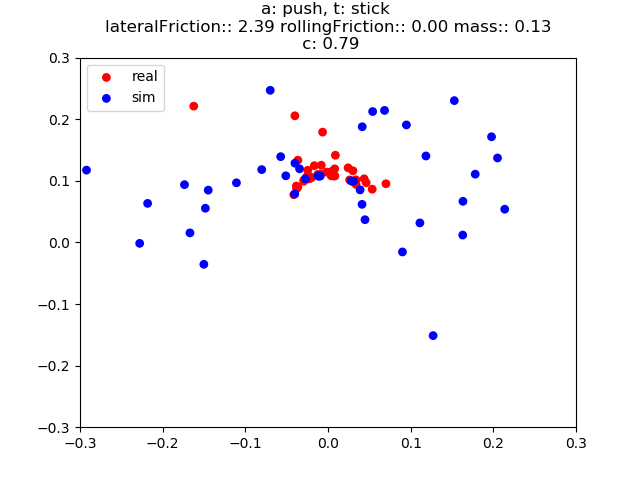 a: push, t: stick
lateralFriction:: 2.39 rollingFriction:: 0.00 mass:: 0.13
c: 0.79
real
sim
0.3
0.2
0.1
0.0
−0.1
−0.2
−0.3
−0.3
−0.2
−0.1
0.0
0.1
0.2
0.3